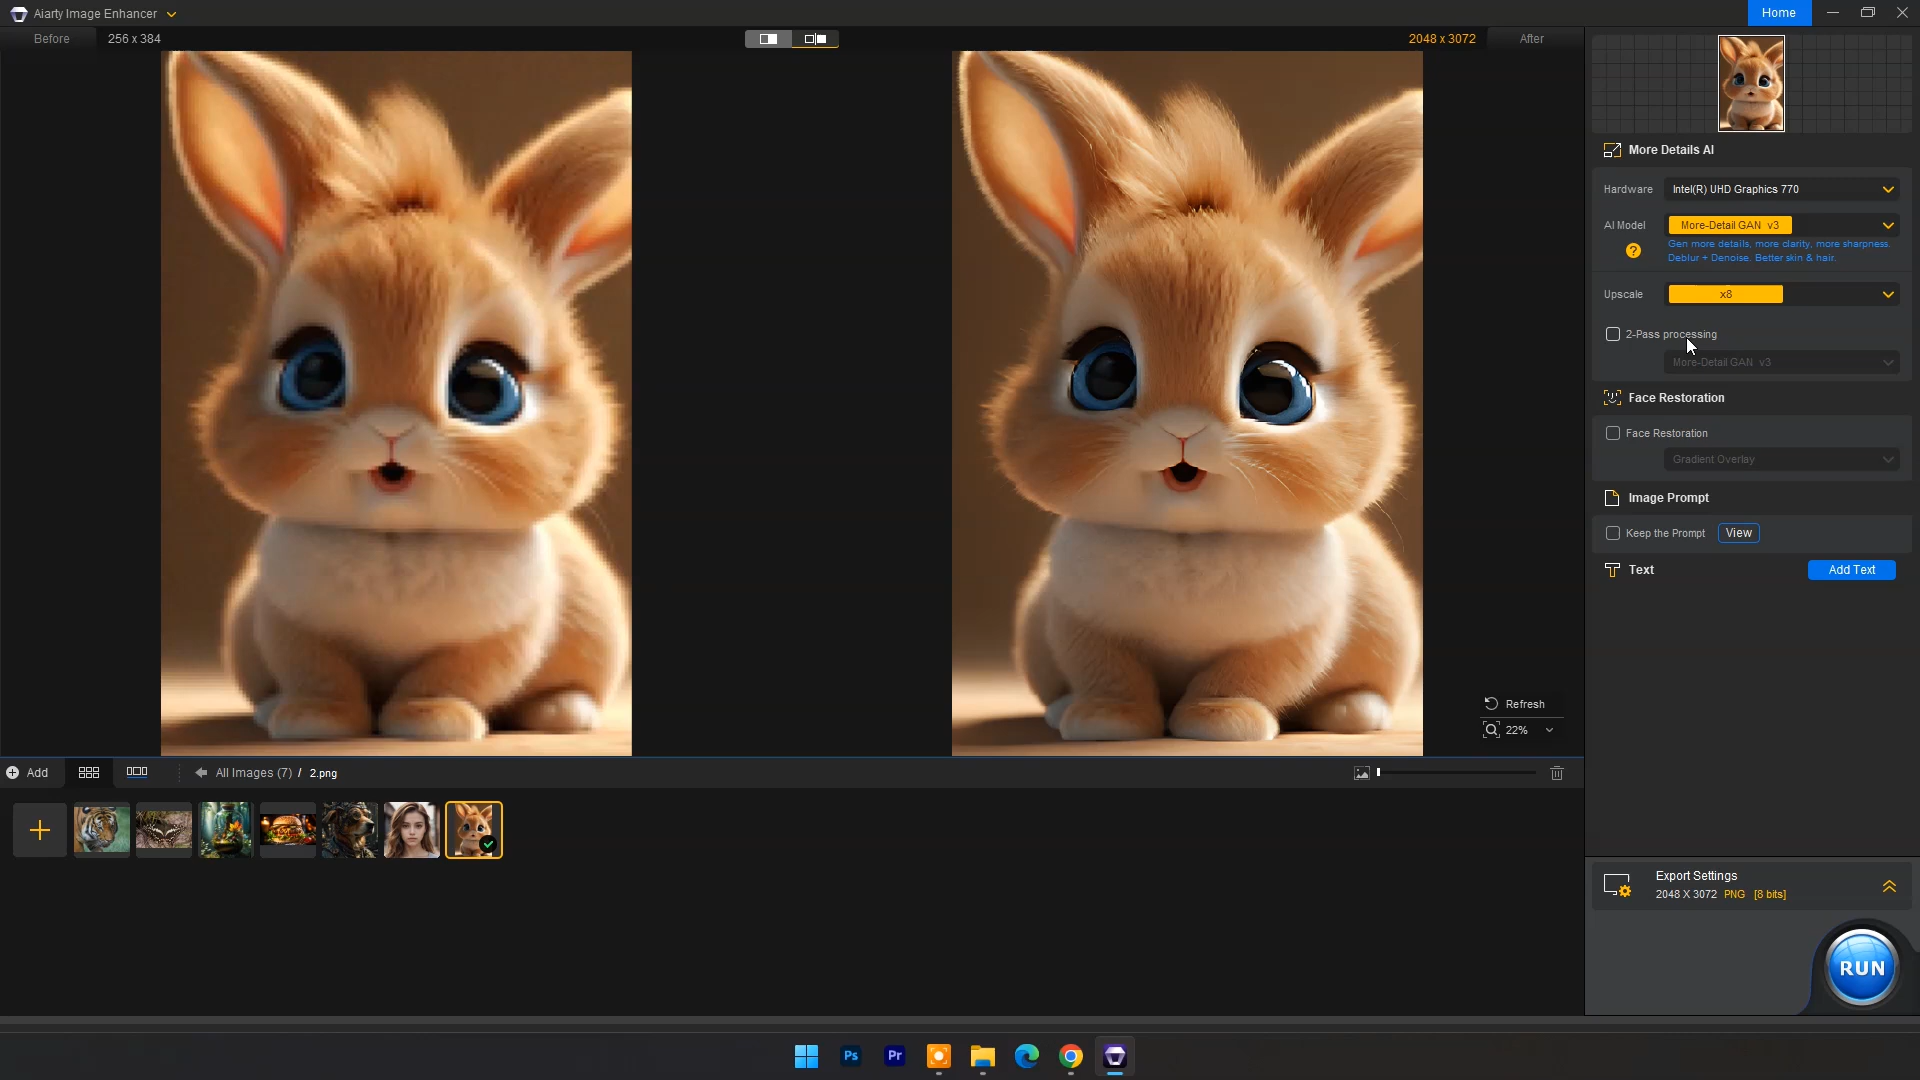 Aiarty Image Enhancer
Home
Before
256 x 384
2048 x 3072
After
More Details AI
Hardware
Intel(R) UHD Graphics 770
AI Model
More-Detail GAN v3
?
Gen more details, more clarity, more sharpness.
Deblur + Denoise. Better skin & hair.
Upscale
x8
2-Pass processing
More-Detail GAN v3
Face Restoration
Face Restoration
Gradient Overlay
Image Prompt
Keep the Prompt
View
Text
Add Text
Refresh
22%
Add
All Images (7) / 2.png
Export Settings
2048 X 3072 PNG [8 bits]
RUN
Ps
Pr